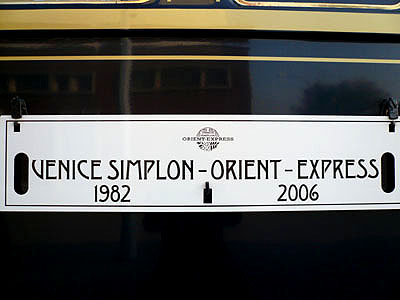 ORIENT-EXPRESS
VENICE SIMPLON-ORIENT-EXPRESS
1982 2006